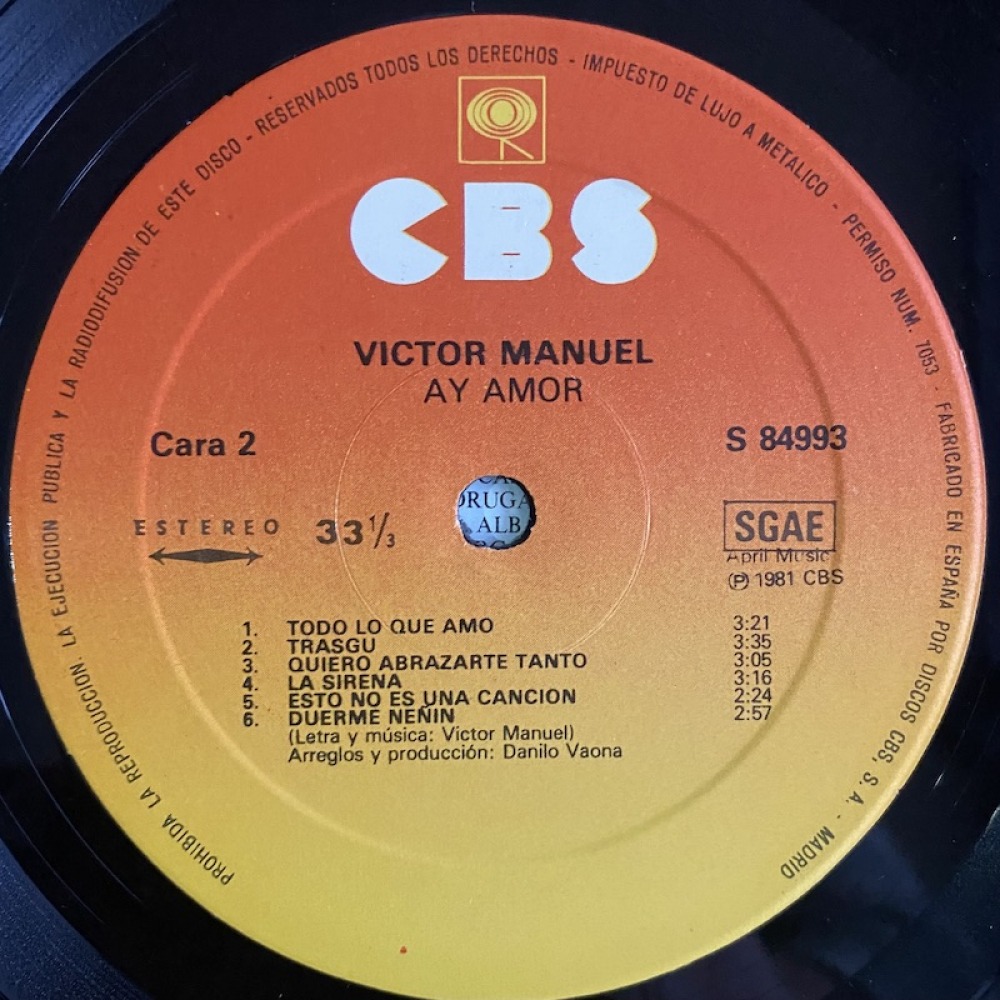 PROHIBIDA LA REPRODUCCION, LA EJECUCION PUBLICA Y LA RADIODIFUSION DE ESTE DISCO - RESERVADOS TODOS LOS DERECHOS - IMPUESTO DE LUJO A METALICO - PERMISO NUM. 7053 - FABRICADO EN ESPAÑA POR DISCOS CBS, S. A. - MADRID
CBS
VICTOR MANUEL
AY AMOR
Cara 2
S 84993
ESTEREO 33 1/3
DRUGA
ALB
SGAE
April Music
℗ 1981 CBS
1. TODO LO QUE AMO 3:21
2. TRASGU 3:35
3. QUIERO ABRAZARTE TANTO 3:05
4. LA SIRENA 3:16
5. ESTO NO ES UNA CANCION 2:24
6. DUERME NEÑIN 2:57
(Letra y música: Victor Manuel)
Arreglos y producción: Danilo Vaona